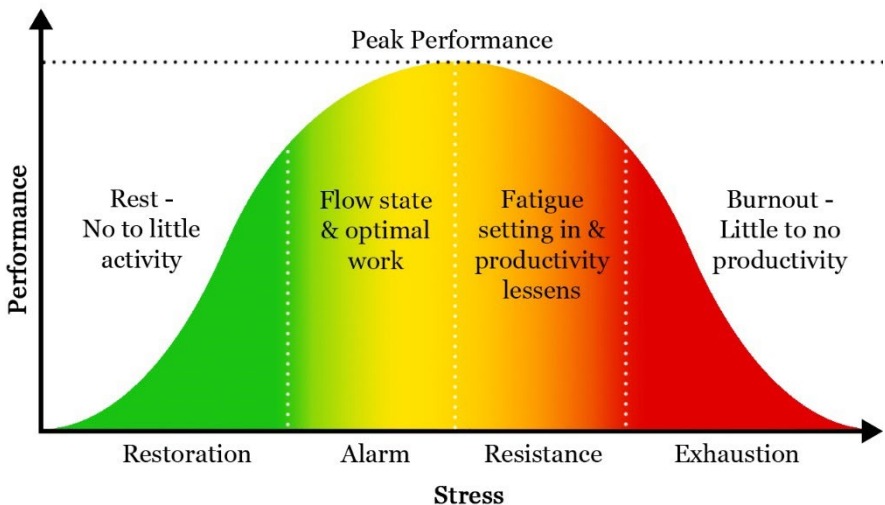 Peak Performance
Performance
Rest -
No to little
activity
Flow state
& optimal
work
Fatigue
setting in &
productivity
lessens
Burnout -
Little to no
productivity
Restoration
Alarm
Resistance
Exhaustion
Stress